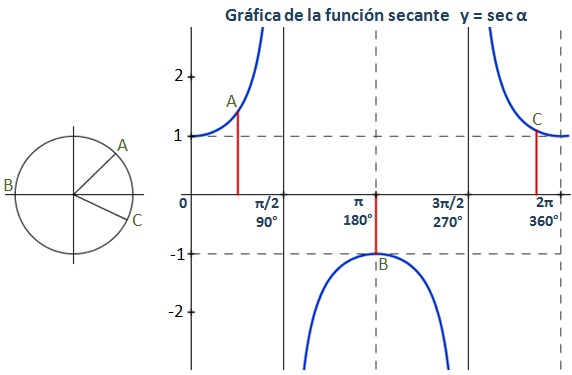 Gráfica de la función secante y = sec α
2
A
1
C
A
B
C
0
π/2
90°
π
180°
3π/2
270°
2π
360°
-1
B
-2